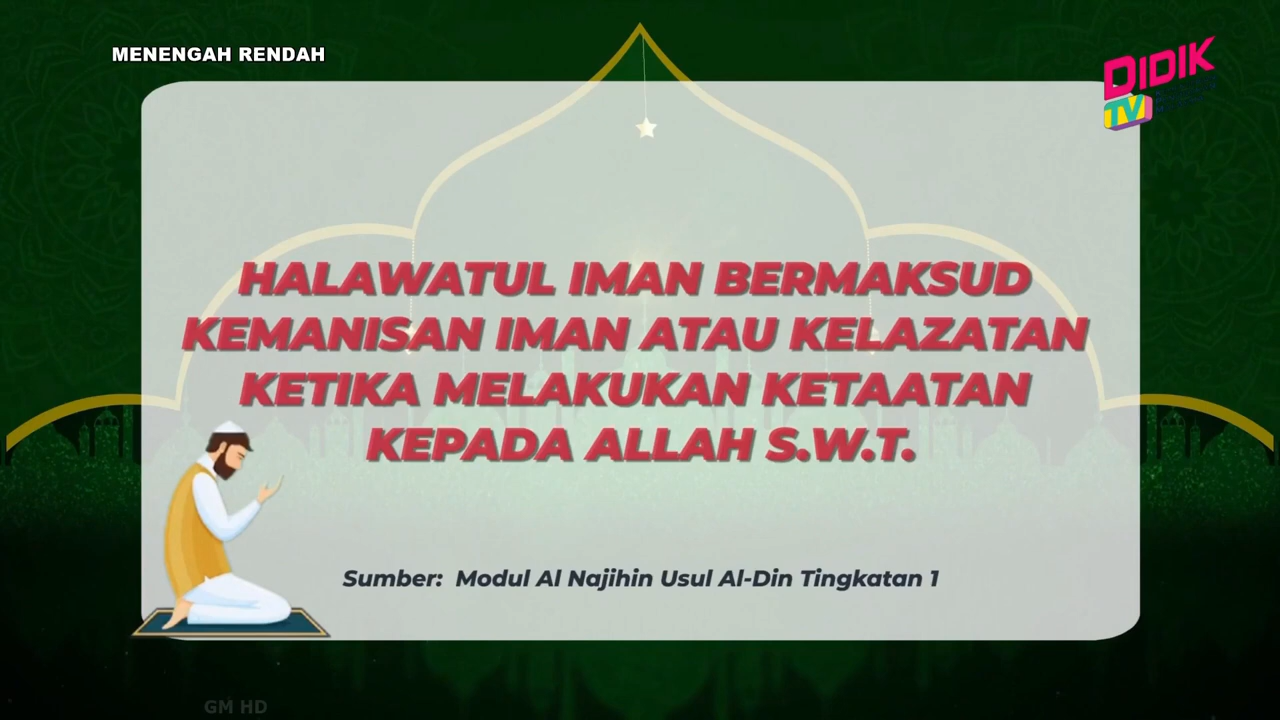 MENENGAH RENDAH
DIDIK
TV
HALAWATUL IMAN BERMAKSUD
KEMANISAN IMAN ATAU KELAZATAN
KETIKA MELAKUKAN KETAATAN
KEPADA ALLAH S.W.T.
Sumber: Modul Al Najihin Usul Al-Din Tingkatan 1
GM HD